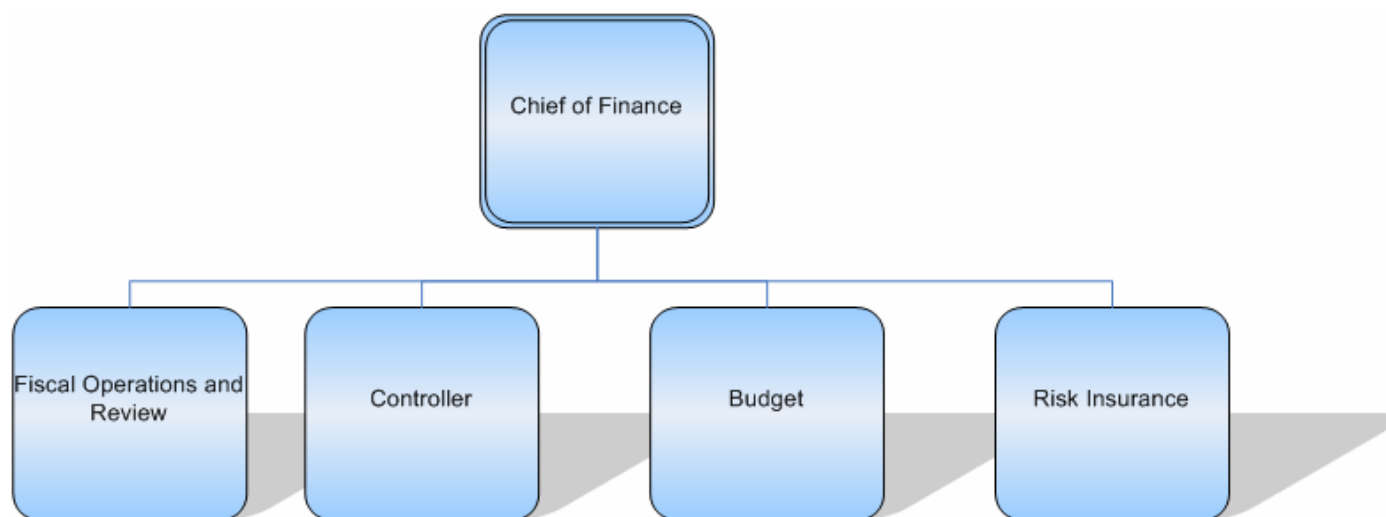 Chief of Finance
Fiscal Operations and
Review
Controller
Budget
Risk Insurance